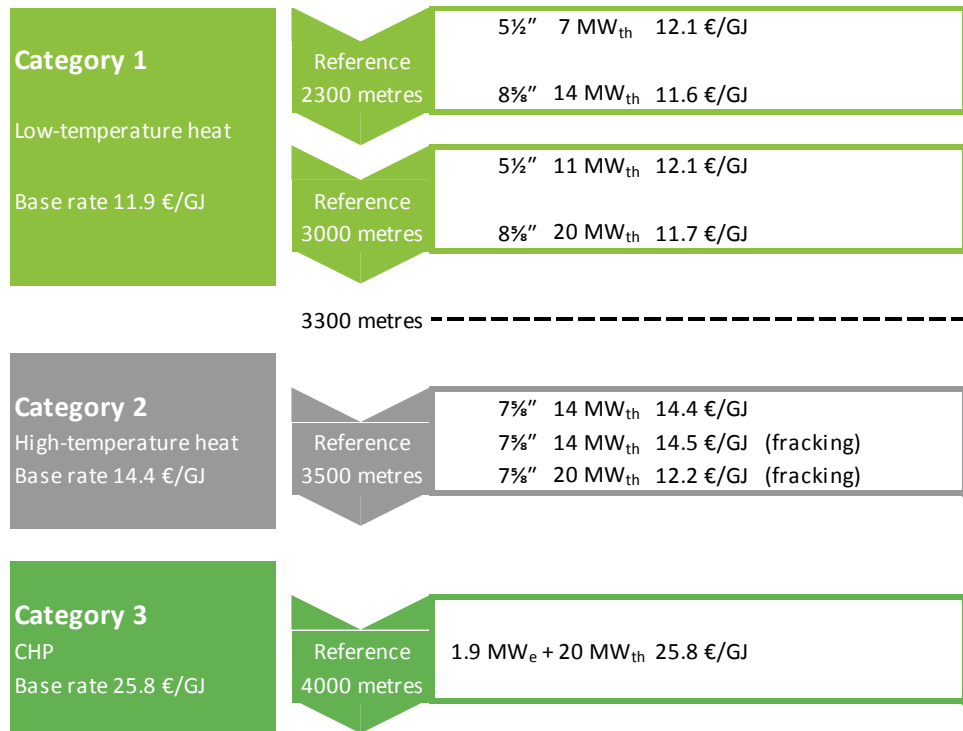 Category 1
Low-temperature heat
Base rate 11.9 €/GJ
Reference
2300 metres
5½″ 7 MWth 12.1 €/GJ
8⅝″ 14 MWth 11.6 €/GJ
Reference
3000 metres
5½″ 11 MWth 12.1 €/GJ
8⅝″ 20 MWth 11.7 €/GJ
3300 metres
Category 2
High-temperature heat
Base rate 14.4 €/GJ
Reference
3500 metres
7⅝″ 14 MWth 14.4 €/GJ
7⅝″ 14 MWth 14.5 €/GJ (fracking)
7⅝″ 20 MWth 12.2 €/GJ (fracking)
Category 3
CHP
Base rate 25.8 €/GJ
Reference
4000 metres
1.9 MWe + 20 MWth 25.8 €/GJ